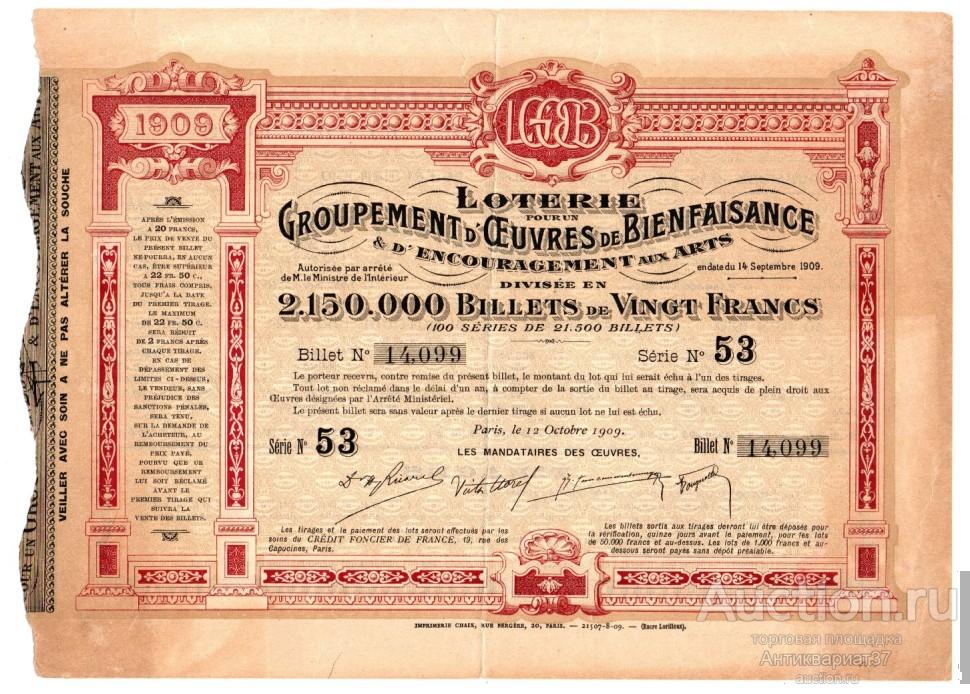 1909
LGOB
LOTERIE
POUR UN
GROUPEMENT D'ŒUVRES DE BIENFAISANCE
& D'ENCOURAGEMENT AUX ARTS
Autorisée par arrêté
de M. le Ministre de l'Intérieur
en date du 14 Septembre 1909.
DIVISÉE EN
2.150.000 BILLETS DE VINGT FRANCS
(100 SÉRIES DE 21.500 BILLETS)
Billet No 14,099
Série No 53
Le porteur recevra, contre remise du présent billet, le montant du lot qui lui serait échu à l'un des tirages.
Tout lot non réclamé dans le délai d'un an, à compter de la sortie du billet au tirage, sera acquis de plein droit aux
Œuvres désignées par l'Arrêté Ministériel.
Le présent billet sera sans valeur après le dernier tirage si aucun lot ne lui est échu.
Série No 53
Paris, le 12 Octobre 1909.
LES MANDATAIRES DES ŒUVRES,
Billet No 14,099
Les tirages et le paiement des lots seront effectués par les
soins du CRÉDIT FONCIER DE FRANCE, 19, rue des
Capucines, Paris.
Les billets sortis aux tirages devront lui être déposés pour
la vérification, quinze jours avant le paiement, pour les lots
de 50.000 francs et au-dessus. Les lots de 1.000 francs et au-
dessous seront payés sans dépôt préalable.
APRÈS L'ÉMISSION
A 20 FRANCS,
LE PRIX DE VENTE DU
PRÉSENT BILLET
NE POURRA, EN AUCUN
CAS, ÊTRE SUPÉRIEUR
A 22 FR. 50 C.,
TOUS FRAIS COMPRIS,
JUSQU'A LA DATE
DU PREMIER TIRAGE.
LE MAXIMUM
DE 22 FR. 50 C.
SERA RÉDUIT
DE 2 FRANCS APRÈS
CHAQUE TIRAGE.
EN CAS DE
DÉPASSEMENT DES
LIMITES CI-DESSUS,
LE VENDEUR, SANS
PRÉJUDICE DES
SANCTIONS PÉNALES,
SERA TENU,
SUR LA DEMANDE DE
L'ACHETEUR, AU
REMBOURSEMENT DU
PRIX PAYÉ,
POURVU QUE CE
REMBOURSEMENT
LUI SOIT RÉCLAMÉ
AVANT LE
PREMIER TIRAGE QUI
SUIVRA LA
VENTE DES BILLETS.
VEILLER AVEC SOIN A NE PAS ALTÉRER LA SOUCHE
IMPRIMERIE CHAIX, RUE BERGÈRE, 20, PARIS. — 21507-8-09. — (Encre Lorilleux).
Auction.ru
торговая площадка
Антиквариат37
auction.ru